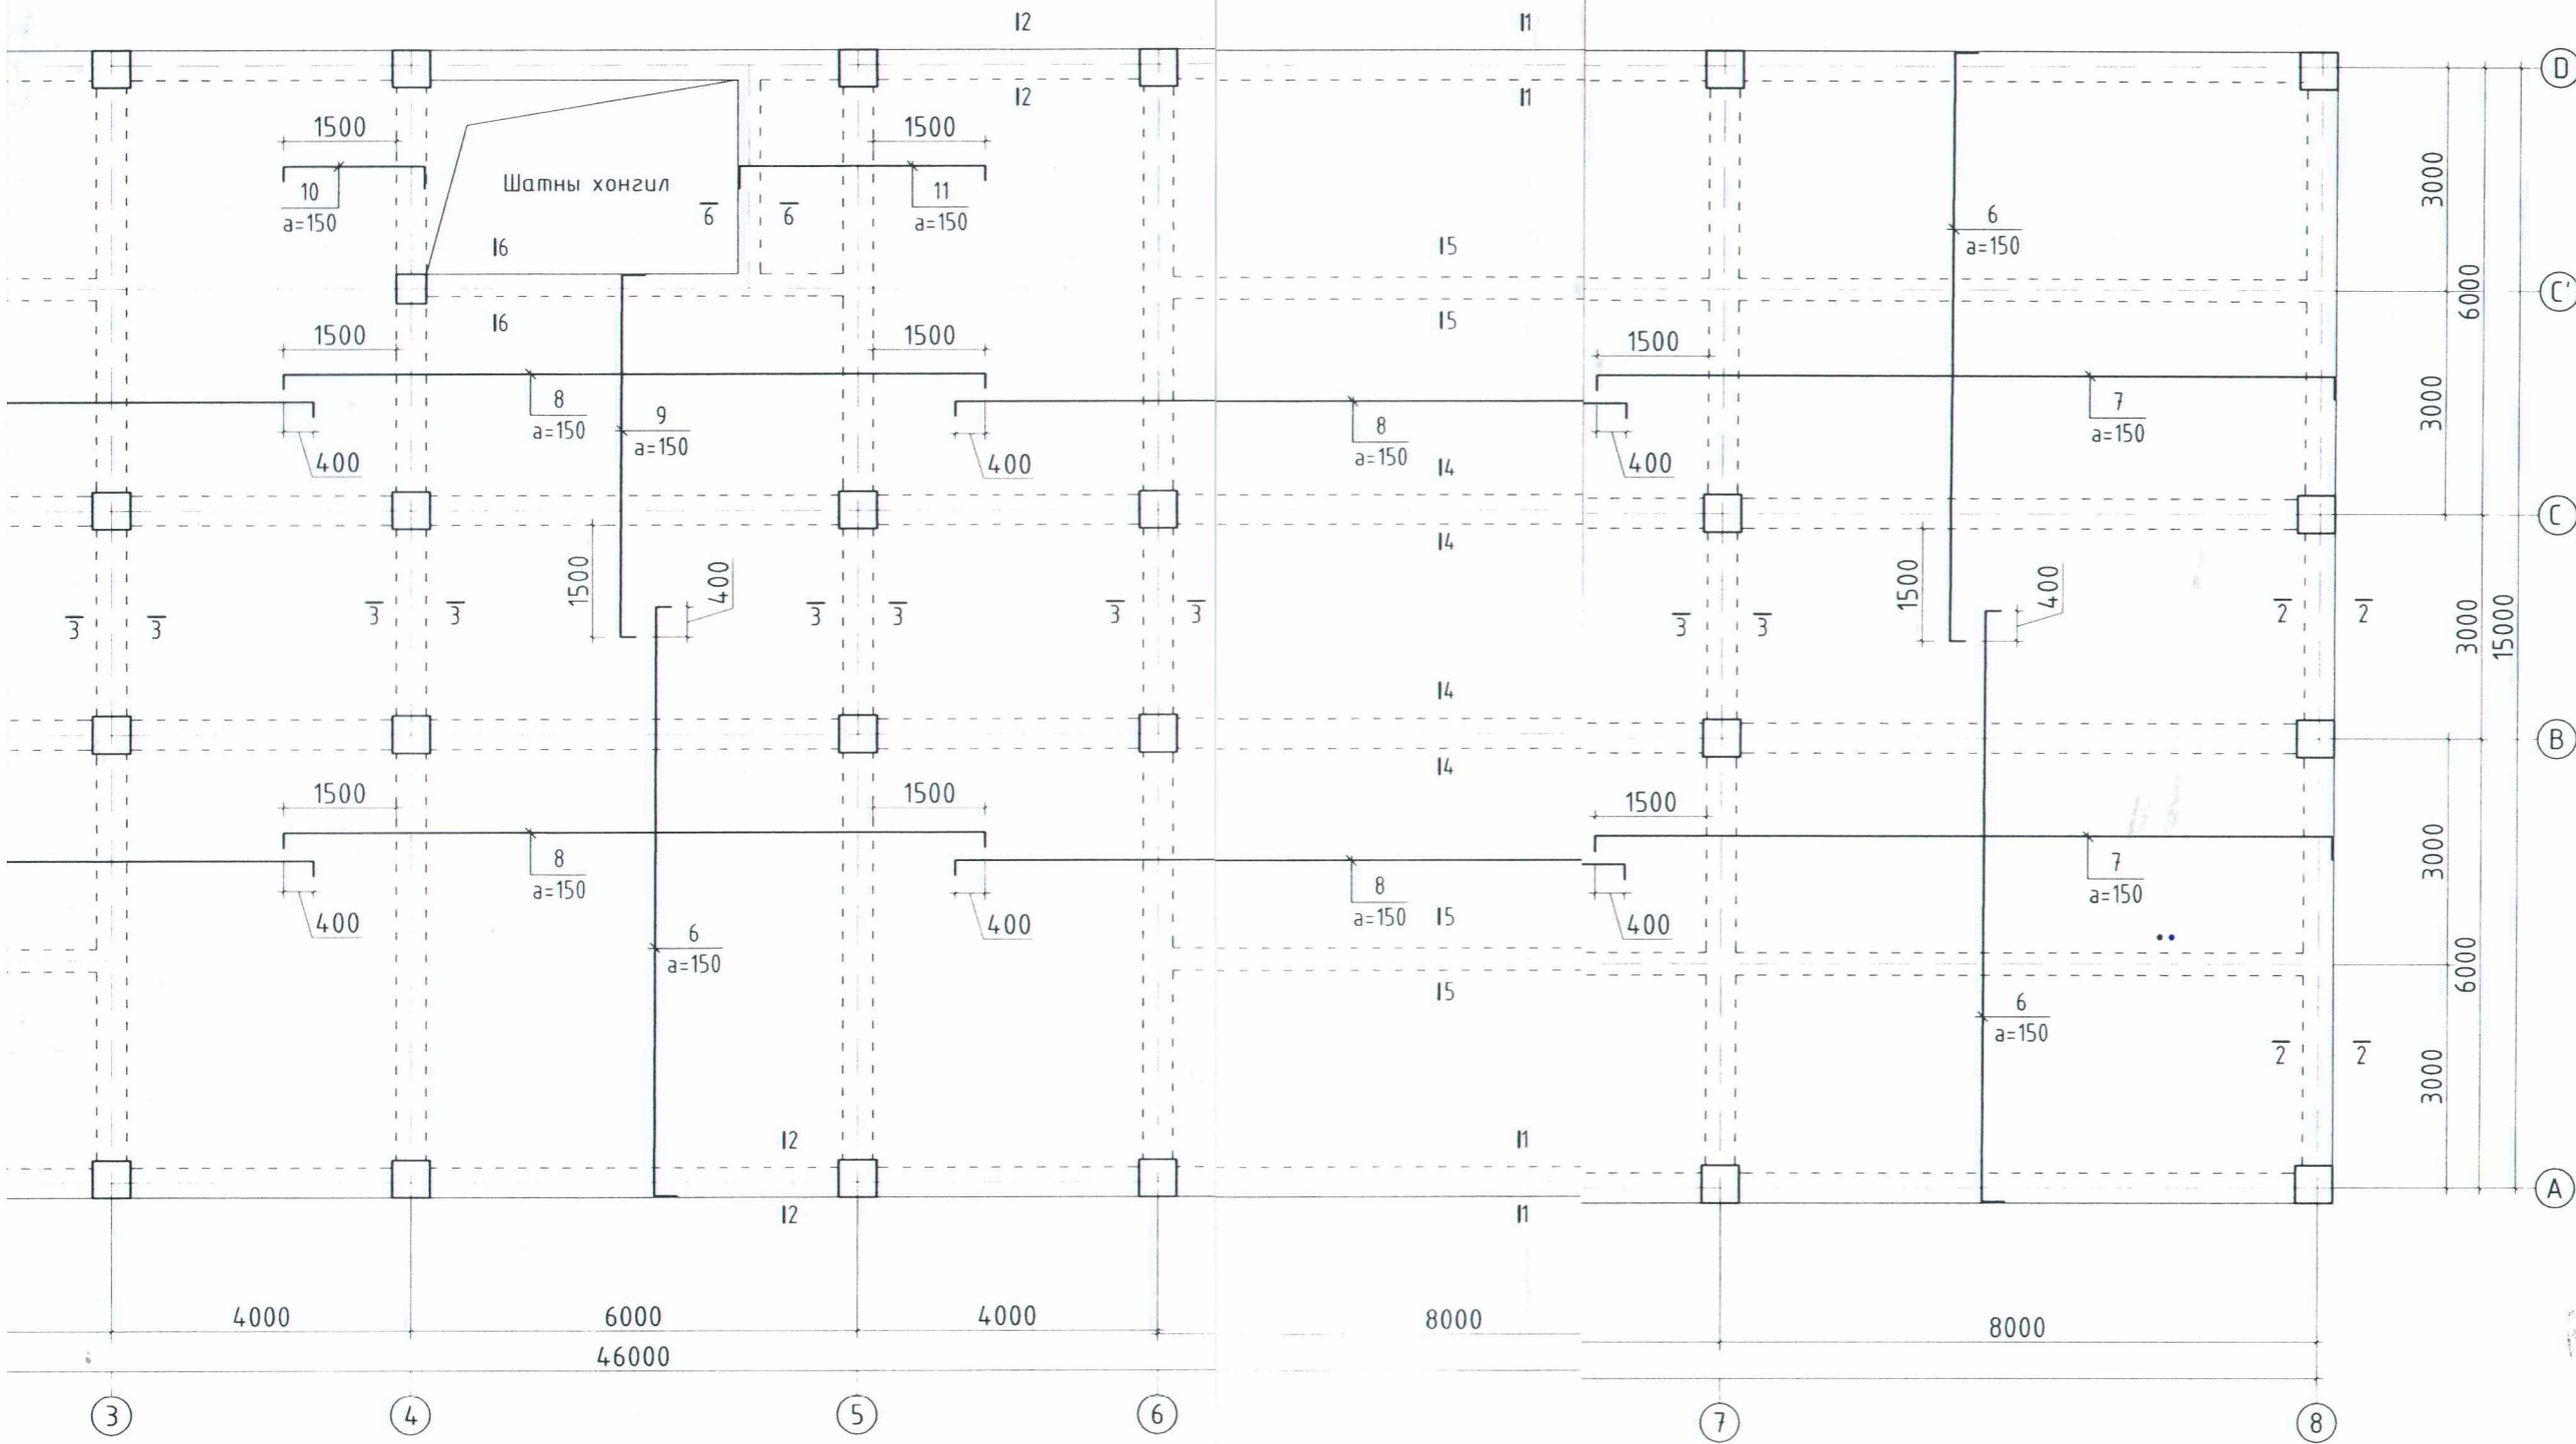 I2 I1
D
I2 I1
1500 1500
3000
10 Шатны хонгил 11
a=150 6 6 a=150 6
a=150
I6 I5
6000
C'
1500 I6 1500 I5 1500
8 9 7
a=150 a=150 8 a=150
3000
400 400 a=150 400
I4
C
I4
1500 400 1500 400
3 3 3 3 3 3 3 3 3 3 2 2
3000 15000
I4
B
I4
1500 1500 1500
8 8 7
a=150 a=150 a=150
3000
400 400 I5 400
6 6000
a=150
I5 6
a=150
2 2
3000
I2 I1
A
I2 I1
4000 6000 4000 8000 8000
46000
3 4 5 6 7 8